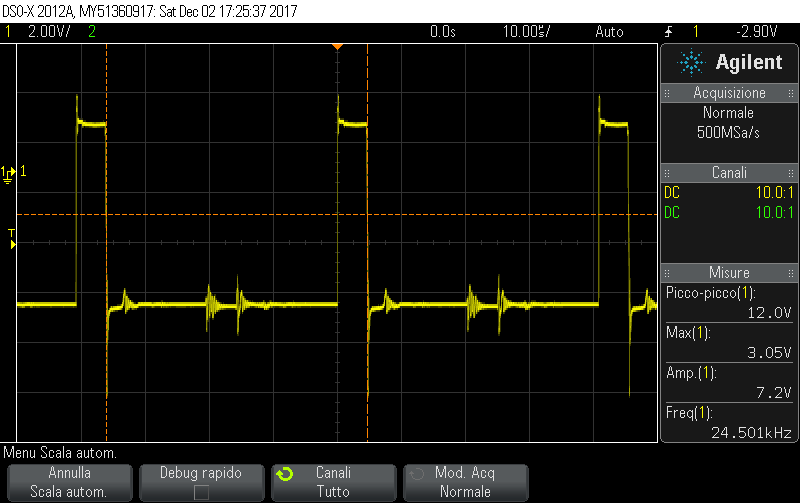 DSO-X 2012A, MY51360917: Sat Dec 02 17:25:37 2017
1 2.00V/ 2 0.0s 10.00㎲/ Auto 1 -2.90V
Agilent
Acquisizione
Normale
500MSa/s
1 1
Canali
DC 10.0:1
DC 10.0:1
T
Misure
Picco-picco(1):
12.0V
Max(1):
3.05V
Amp.(1):
7.2V
Freq(1):
24.501kHz
Menu Scala autom.
Annulla
Scala autom.
Debug rapido
Canali
Tutto
Mod. Acq
Normale